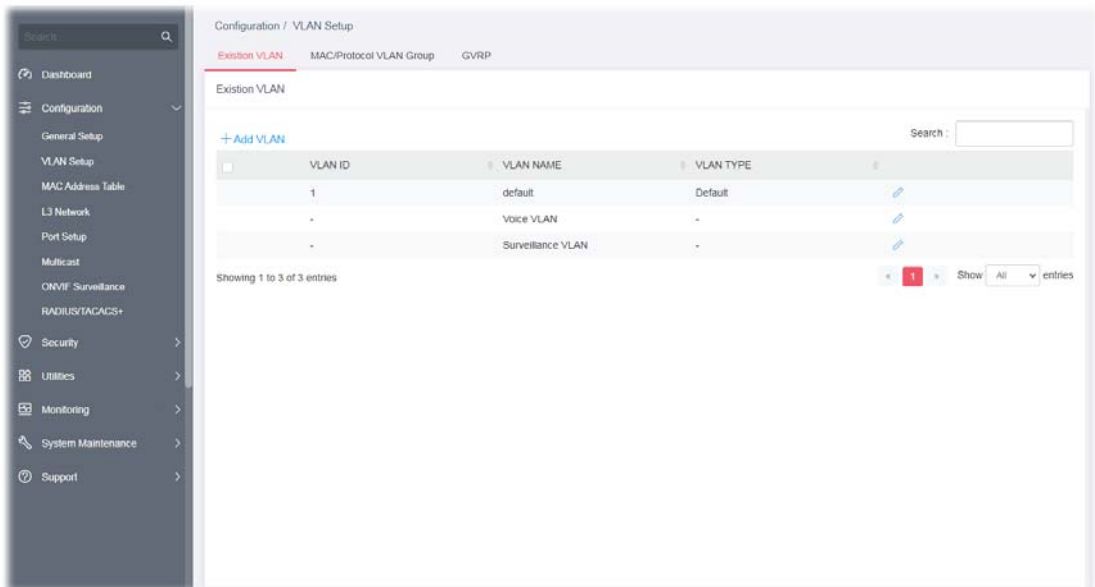 Search
Dashboard
Configuration
General Setup
VLAN Setup
MAC Address Table
L3 Network
Port Setup
Multicast
ONVIF Surveillance
RADIUS/TACACS+
Security
Utilities
Monitoring
System Maintenance
Support
Configuration / VLAN Setup
Existion VLAN MAC/Protocol VLAN Group GVRP
Existion VLAN
+Add VLAN Search :
VLAN ID VLAN NAME VLAN TYPE
1 default Default
- Voice VLAN -
- Surveillance VLAN -
Showing 1 to 3 of 3 entries « 1 » Show All entries